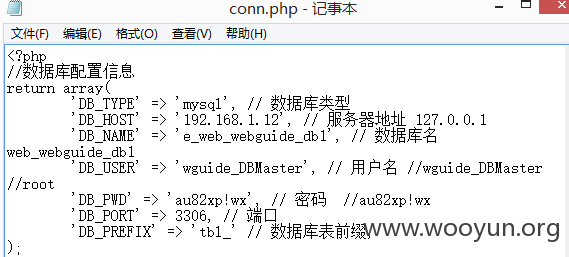 conn.php - 记事本
文件(F) 编辑(E) 格式(O) 查看(V) 帮助(H)
<?php
//数据库配置信息
return array(
'DB_TYPE' => 'mysql', // 数据库类型
'DB_HOST' => '192.168.1.12', // 服务器地址 127.0.0.1
'DB_NAME' => 'e_web_webguide_db1', // 数据库名
web_webguide_db1
'DB_USER' => 'wguide_DBMaster', // 用户名 //wguide_DBMaster
//root
'DB_PWD' => 'au82xp!wx', // 密码 //au82xp!wx
'DB_PORT' => 3306, // 端口
'DB_PREFIX' => 'tbl_' // 数据库表前缀
);
www.wooyun.org